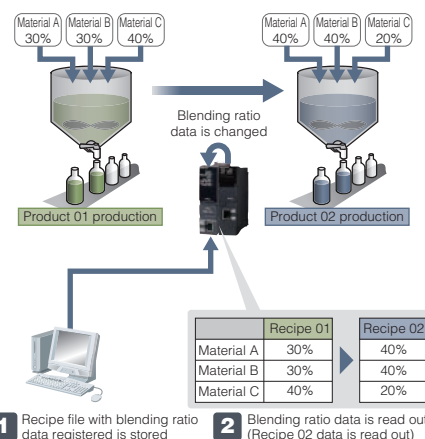 Material A
30%
Material B
30%
Material C
40%
Material A
40%
Material B
40%
Material C
20%
Blending ratio
data is changed
Product 01 production
Product 02 production
Recipe 01
Recipe 02
Material A 30% 40%
Material B 30% 40%
Material C 40% 20%
1 Recipe file with blending ratio
data registered is stored
2 Blending ratio data is read out
(Recipe 02 data is read out)